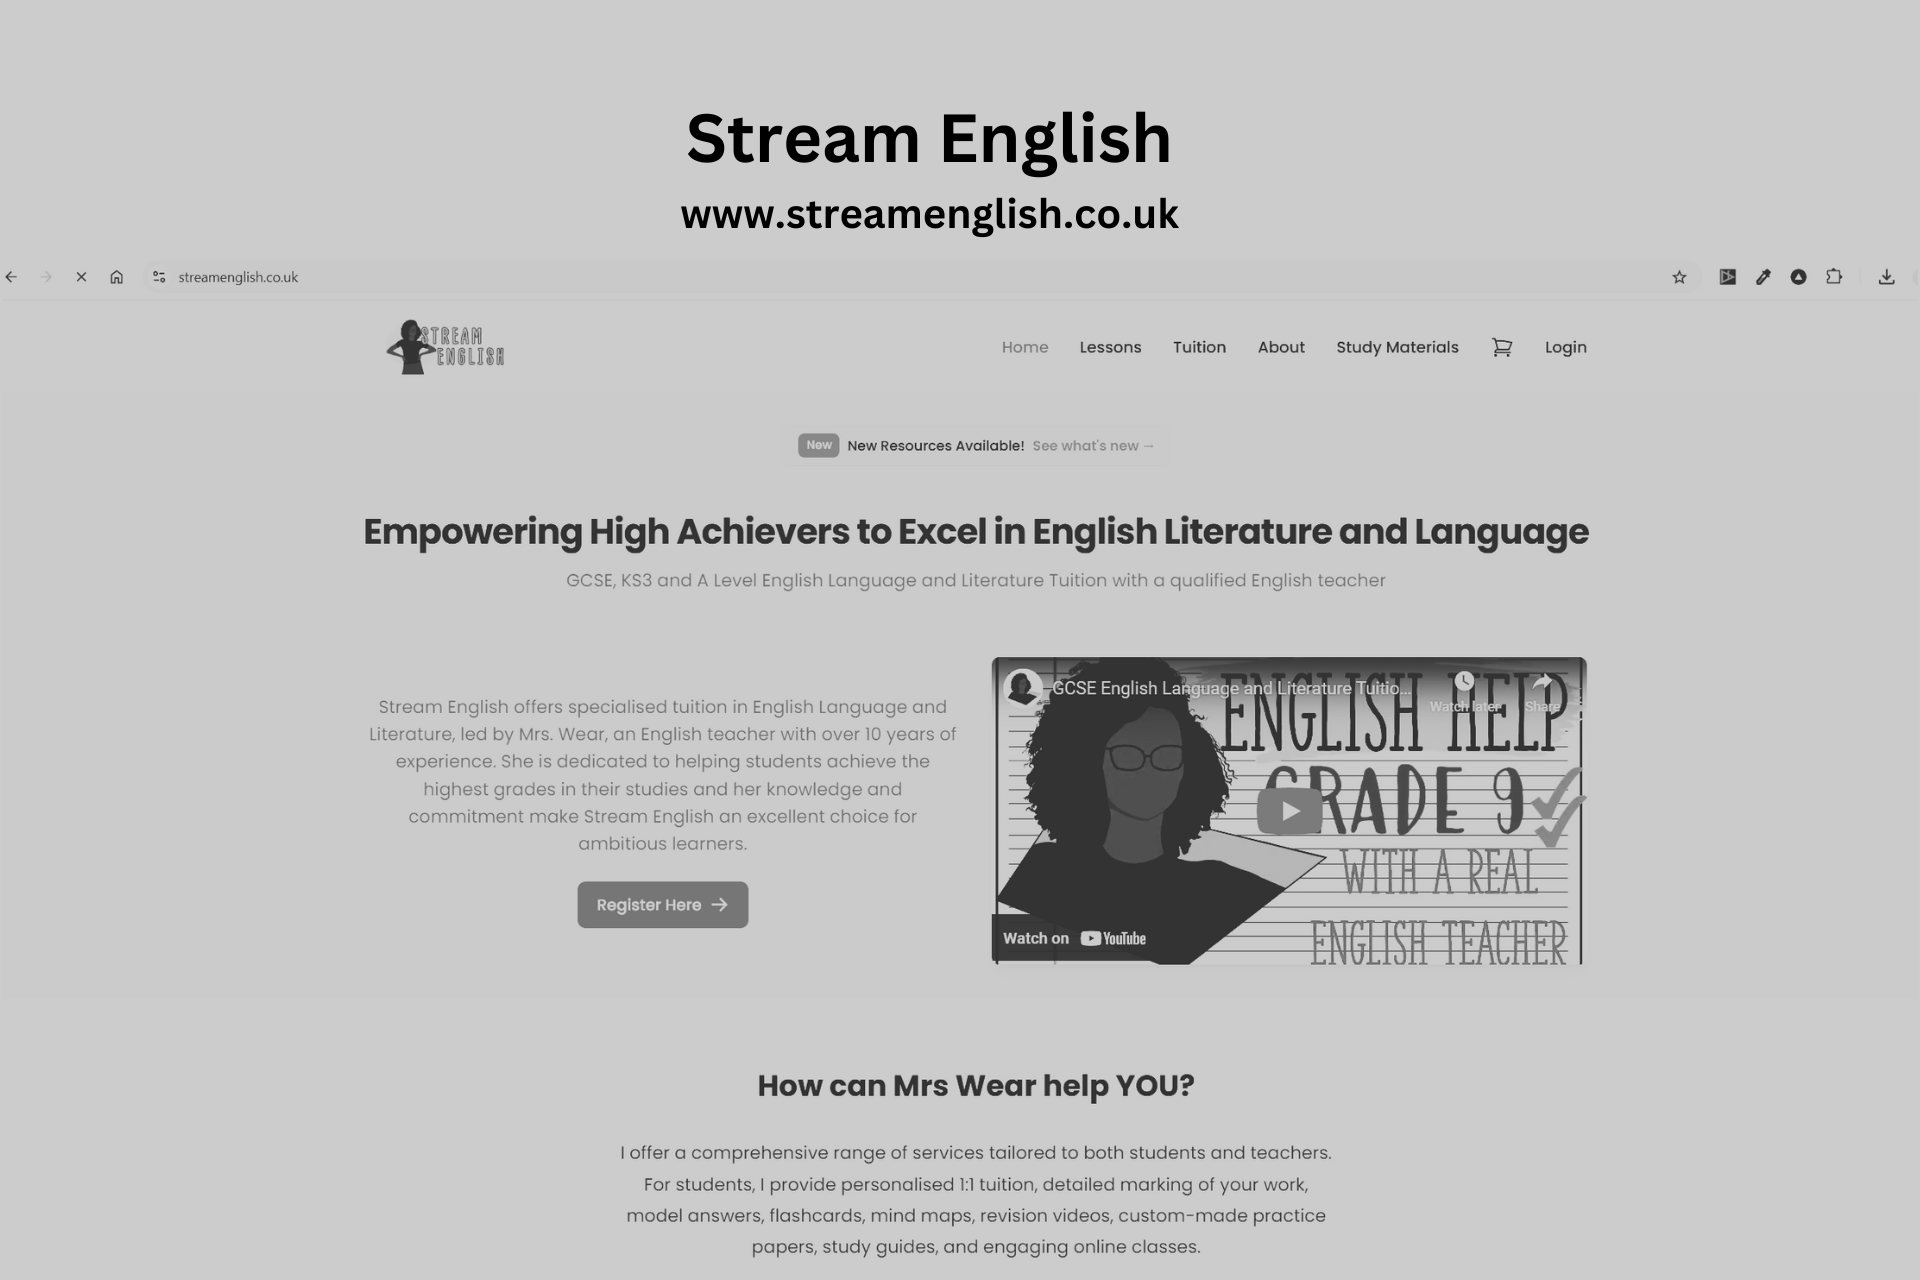 Stream English
www.streamenglish.co.uk
streamenglish.co.uk
STREAM
ENGLISH
Home Lessons Tuition About Study Materials Login
New New Resources Available! See what's new →
Empowering High Achievers to Excel in English Literature and Language
GCSE, KS3 and A Level English Language and Literature Tuition with a qualified English teacher
Stream English offers specialised tuition in English Language and
Literature, led by Mrs. Wear, an English teacher with over 10 years of
experience. She is dedicated to helping students achieve the
highest grades in their studies and her knowledge and
commitment make Stream English an excellent choice for
ambitious learners.
Register Here →
GCSE English Language and Literature Tuitio...
Watch later Share
ENGLISH HELP
GRADE 9
WITH A REAL
ENGLISH TEACHER
Watch on YouTube
How can Mrs Wear help YOU?
I offer a comprehensive range of services tailored to both students and teachers.
For students, I provide personalised 1:1 tuition, detailed marking of your work,
model answers, flashcards, mind maps, revision videos, custom-made practice
papers, study guides, and engaging online classes.